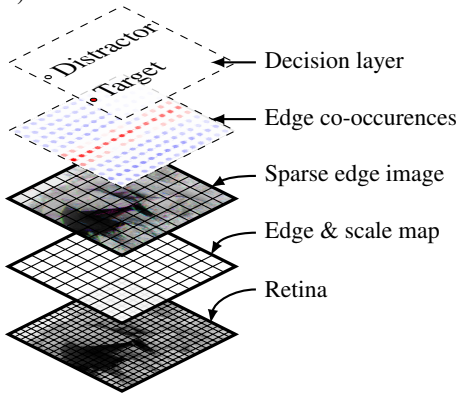 )
Distractor
Target
Decision layer
Edge co-occurences
Sparse edge image
Edge & scale map
Retina